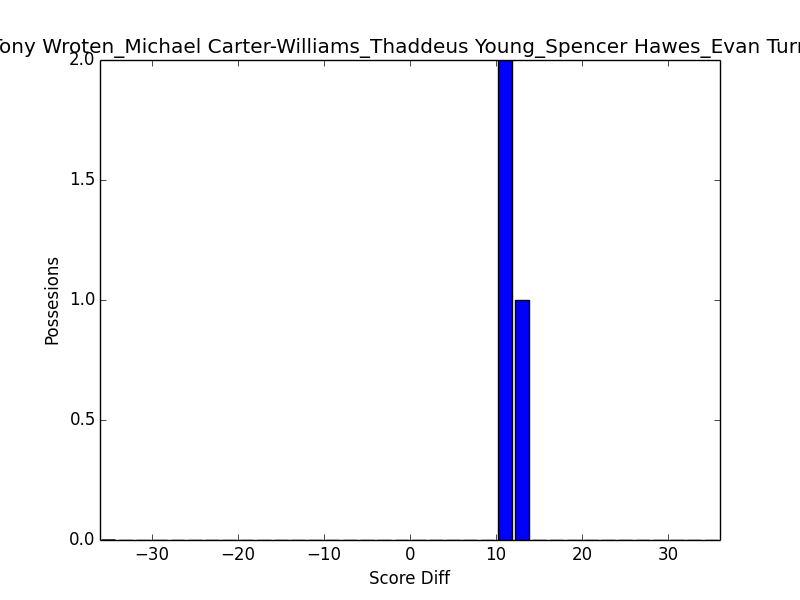 ony Wroten_Michael Carter-Williams_Thaddeus Young_Spencer Hawes_Evan Tur
2.0
1.5
1.0
0.5
0.0
Possesions
−30 −20 −10 0 10 20 30
Score Diff